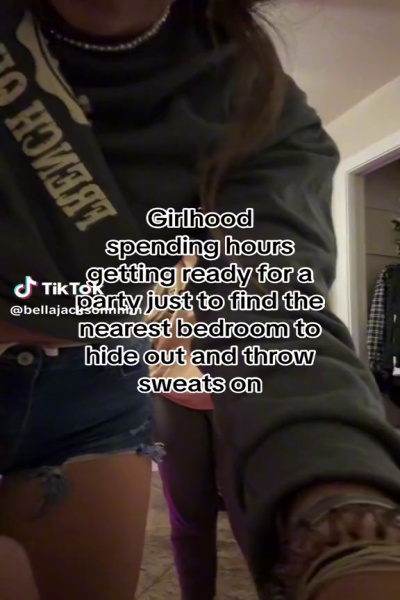 FRENCH QU
Girlhood
spending hours
getting ready for a
party just to find the
nearest bedroom to
hide out and throw
sweats on
TikTok